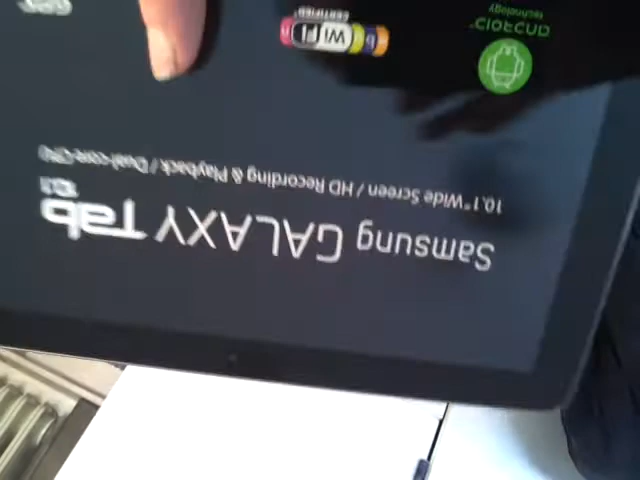 Samsung GALAXY Tab 10.1
10.1" Wide Screen / HD Recording & Playback / Dual-core CPU
Wi Fi
CERTIFIED
ANDROID
technology